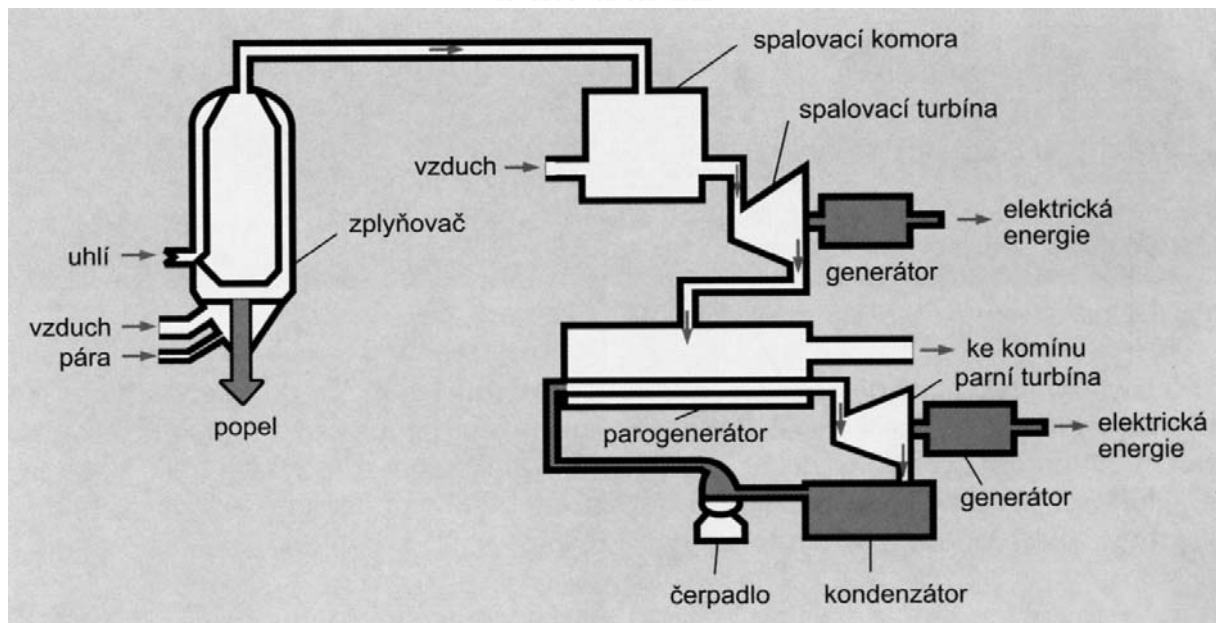 spalovací komora
spalovací turbína
vzduch
elektrická
energie
zplyňovač
uhlí
generátor
vzduch
pára
ke komínu
parní turbína
popel
parogenerátor
elektrická
energie
generátor
čerpadlo
kondenzátor